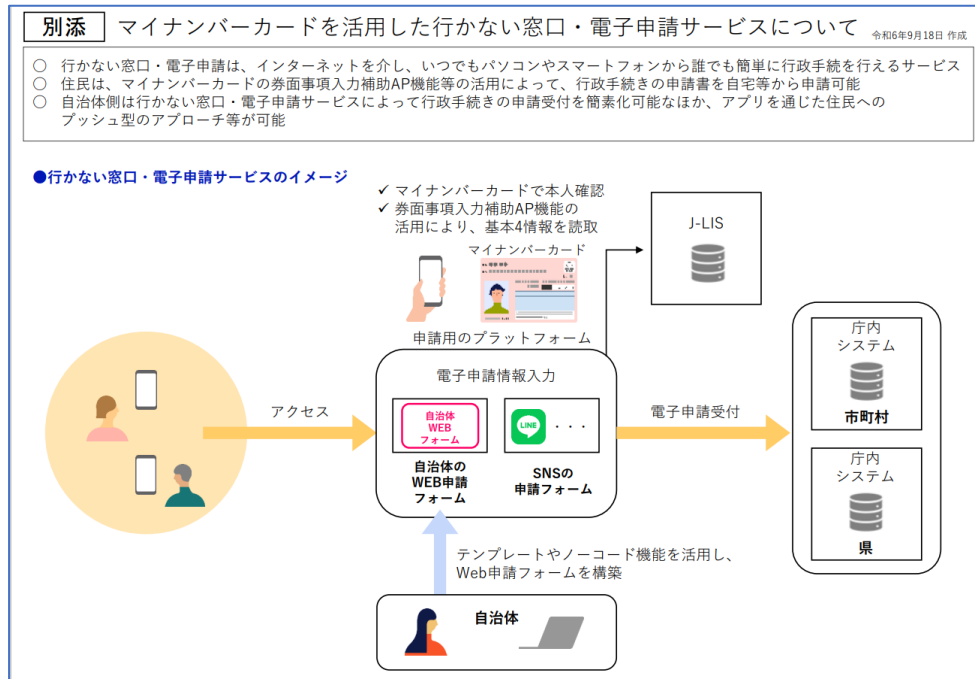 別添
マイナンバーカードを活用した行かない窓口・電子申請サービスについて
令和6年9月18日 作成
○ 行かない窓口・電子申請は、インターネットを介し、いつでもパソコンやスマートフォンから誰でも簡単に行政手続を行えるサービス
○ 住民は、マイナンバーカードの券面事項入力補助AP機能等の活用によって、行政手続きの申請書を自宅等から申請可能
○ 自治体側は行かない窓口・電子申請サービスによって行政手続きの申請受付を簡素化可能なほか、アプリを通じた住民への
プッシュ型のアプローチ等が可能
●行かない窓口・電子申請サービスのイメージ
✓ マイナンバーカードで本人確認
✓ 券面事項入力補助AP機能の
活用により、基本4情報を読取
マイナンバーカード
J-LIS
申請用のプラットフォーム
電子申請情報入力
アクセス
自治体
WEB
フォーム
LINE
・・・
自治体の
WEB申請
フォーム
SNSの
申請フォーム
電子申請受付
庁内
システム
市町村
庁内
システム
県
テンプレートやノーコード機能を活用し、
Web申請フォームを構築
自治体